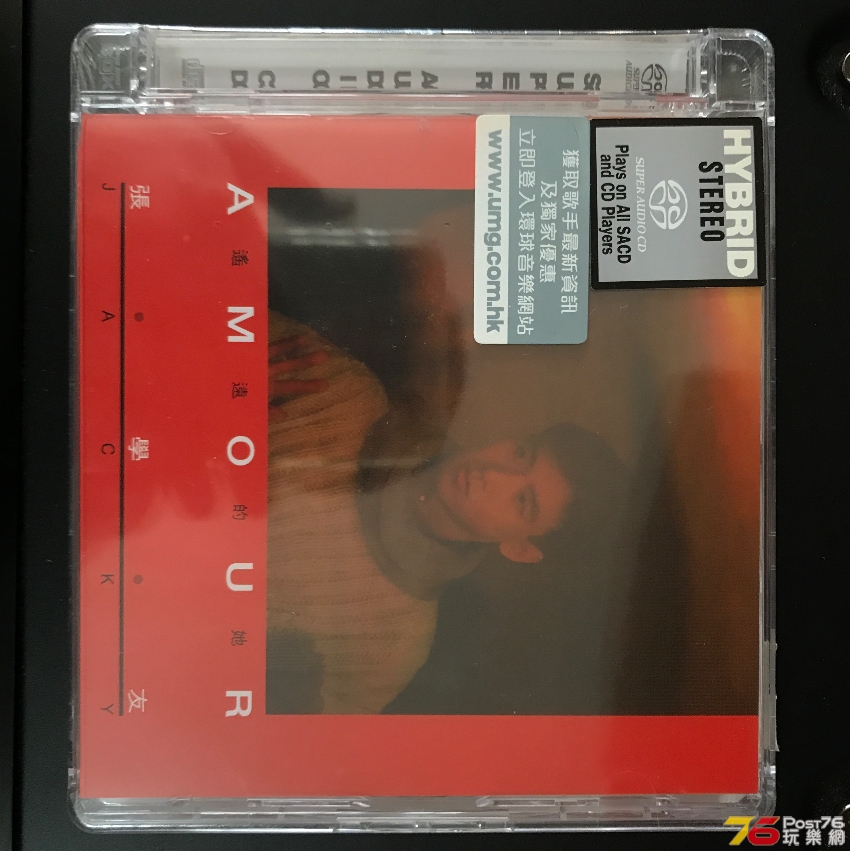 SUPER AUDIO CD
HYBRID
STEREO
SUPER AUDIO CD
Plays on All SACD
and CD Players
獲取歌手最新資訊
及獨家優惠
立即登入環球音樂網站
www.umg.com.hk
A 遙 M 遠 O 的 U 她 R
張•學•友
JACKY
76 Post76
玩樂網